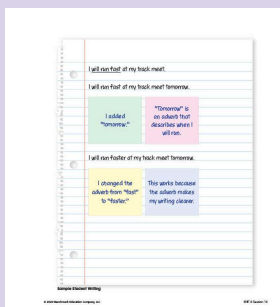 I will run fast at my track meet.
I will run fast at my track meet tomorrow.
I added
"tomorrow."
"Tomorrow" is
an adverb that
describes when I
will run.
I will run faster at my track meet tomorrow.
I changed the
adverb from "fast"
to "faster."
This works because
the adverb makes
my writing clearer.
Sample Student Writing